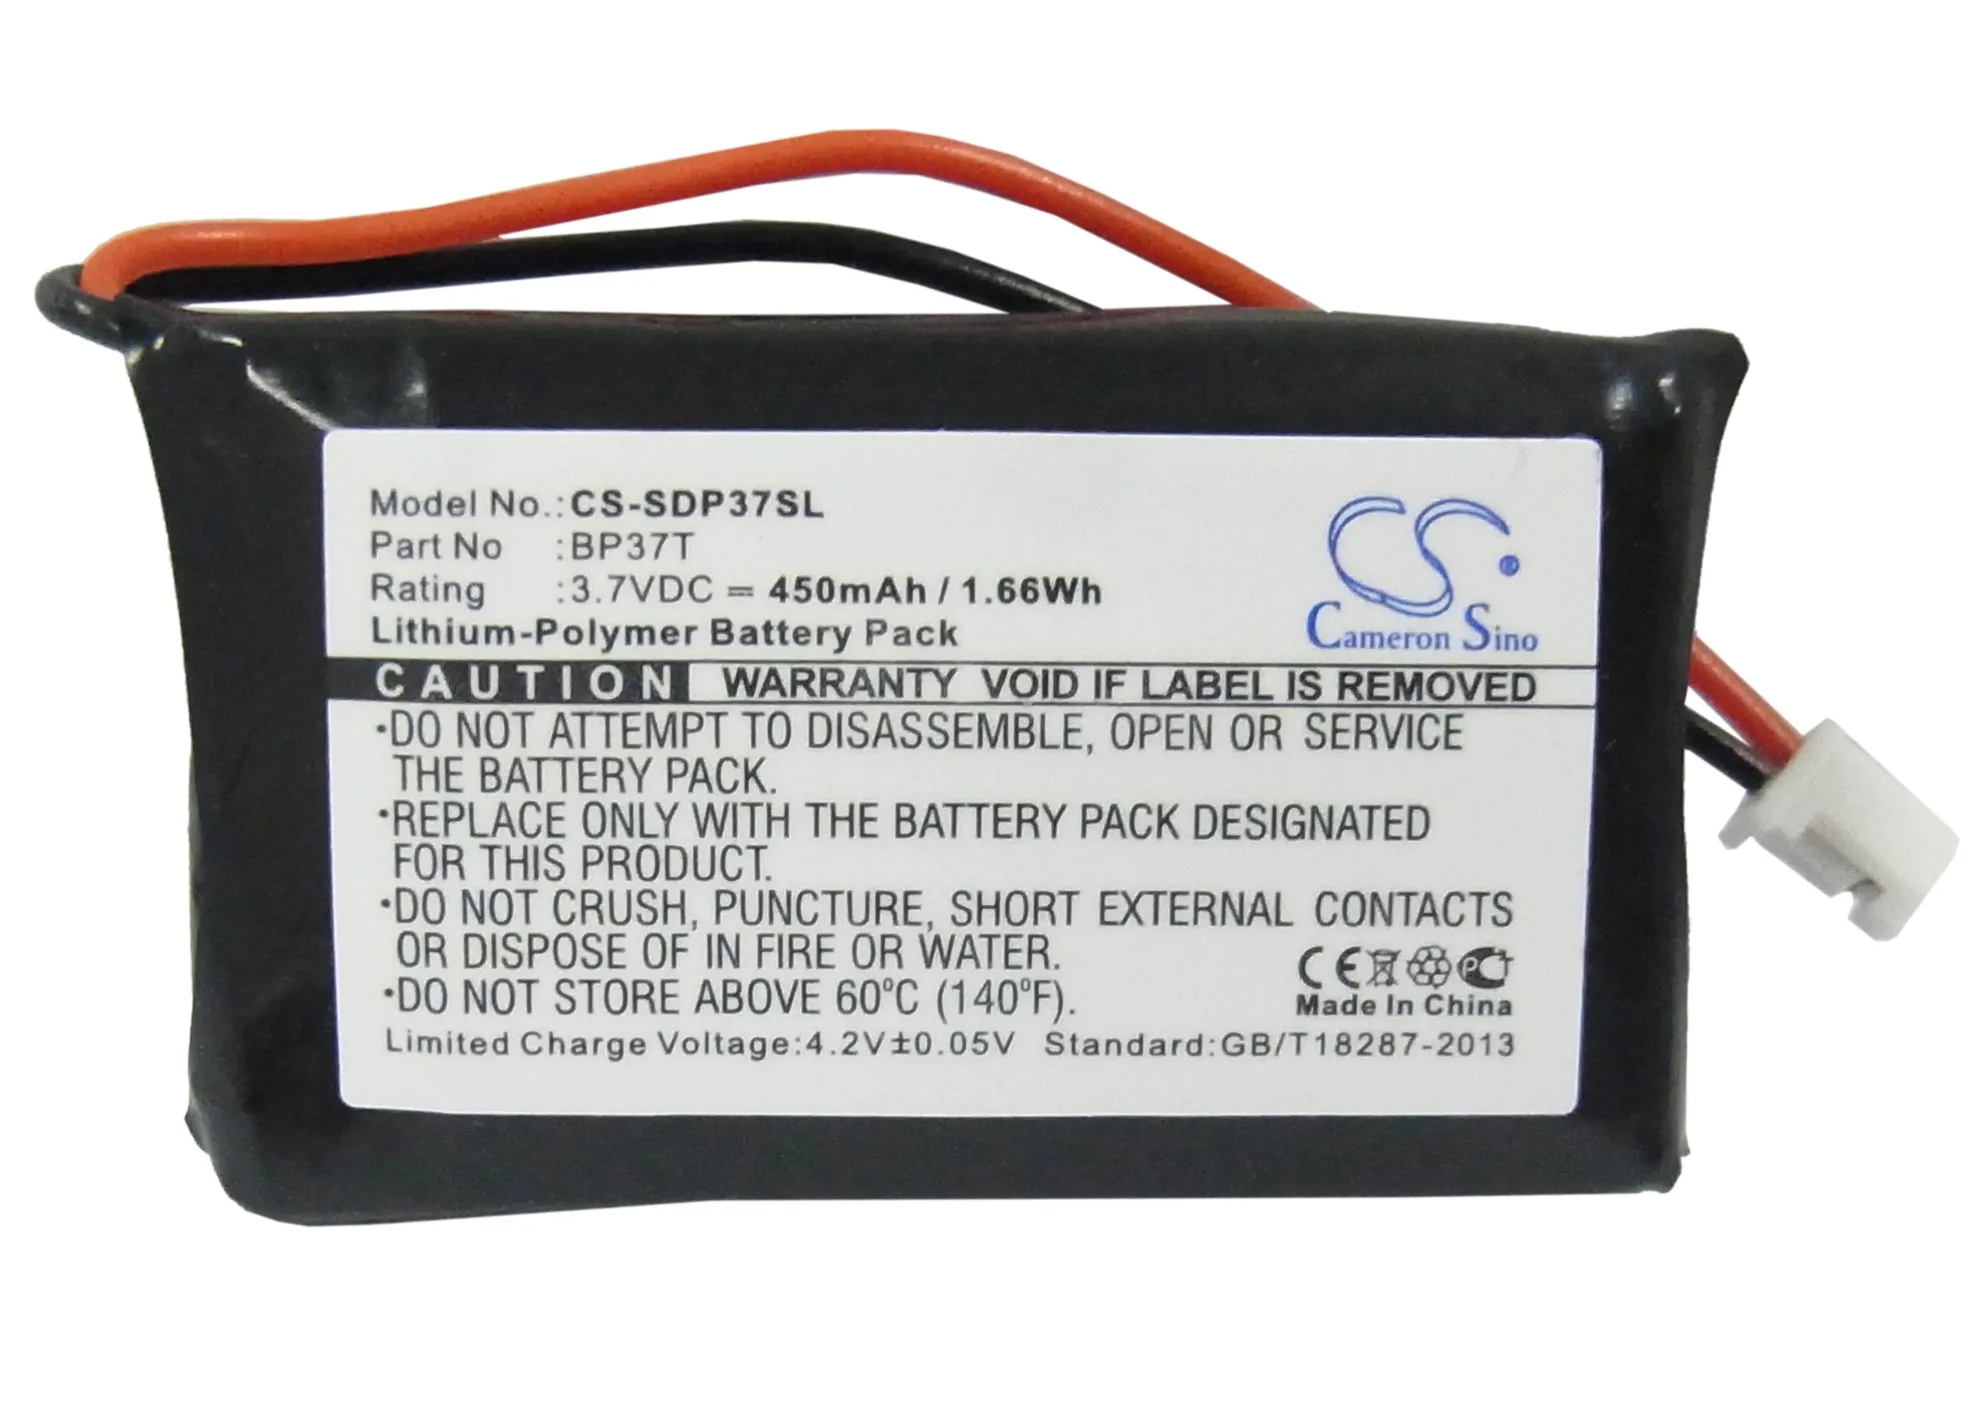 Model No.: CS-SDP37SL
Part No : BP37T
Rating : 3.7VDC = 450mAh / 1.66Wh
Lithium-Polymer Battery Pack
CS
Cameron Sino
CAUTION WARRANTY VOID IF LABEL IS REMOVED
•DO NOT ATTEMPT TO DISASSEMBLE, OPEN OR SERVICE
THE BATTERY PACK.
•REPLACE ONLY WITH THE BATTERY PACK DESIGNATED
FOR THIS PRODUCT.
•DO NOT CRUSH, PUNCTURE, SHORT EXTERNAL CONTACTS
OR DISPOSE OF IN FIRE OR WATER.
•DO NOT STORE ABOVE 60°C (140°F).
CE
Made In China
Limited Charge Voltage:4.2V±0.05V Standard:GB/T18287-2013